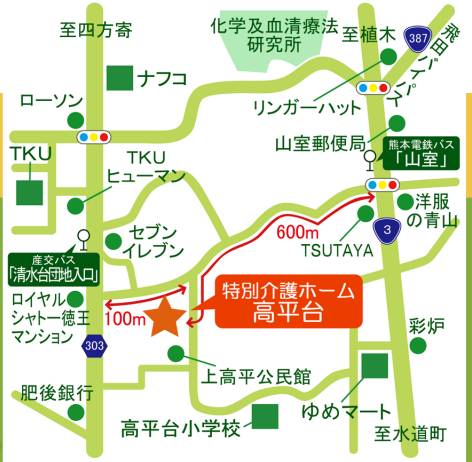 至四方寄
化学及血清療法
研究所
至植木
387
飛田バイパス
ナフコ
リンガーハット
ローソン
山室郵便局
熊本電鉄バス
「山室」
TKU
TKU
ヒューマン
洋服
の青山
セブン
イレブン
600m
TSUTAYA
3
産交バス
「清水台団地入口」
特別介護ホーム
高平台
ロイヤル
シャトー徳王
マンション
100m
303
彩炉
上高平公民館
肥後銀行
ゆめマート
高平台小学校
至水道町